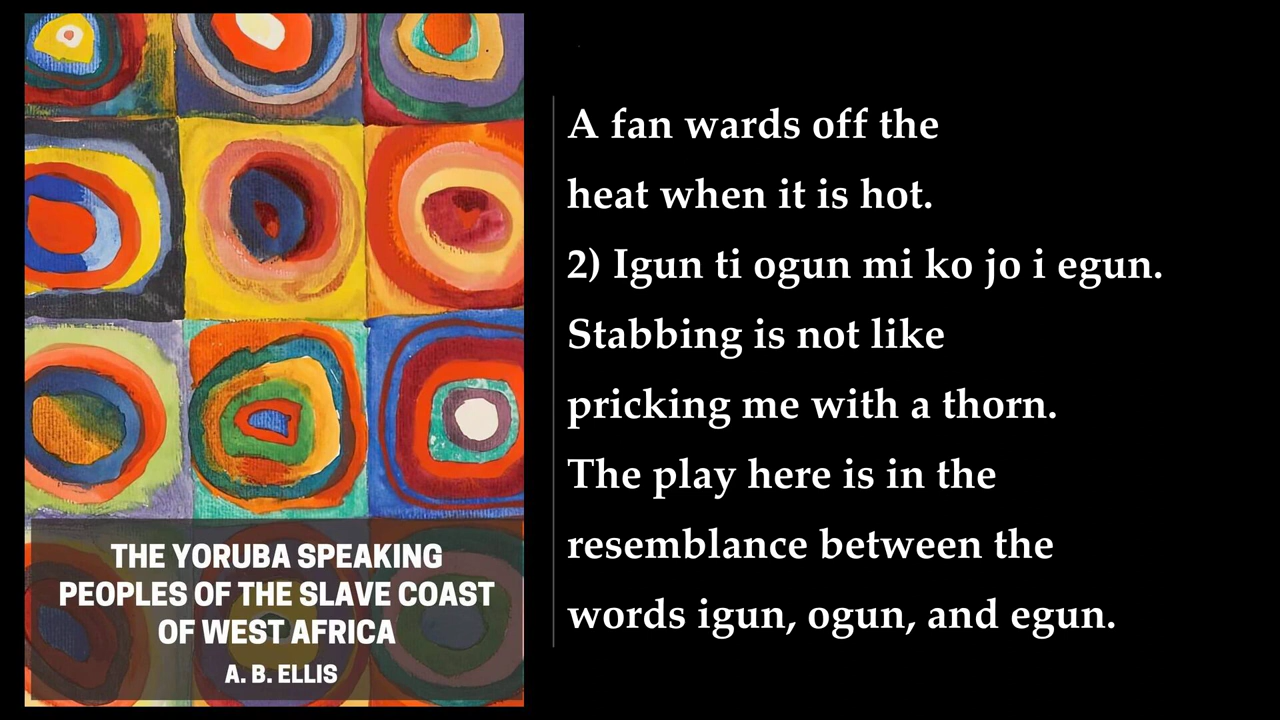 THE YORUBA SPEAKING
PEOPLES OF THE SLAVE COAST
OF WEST AFRICA
A. B. ELLIS
A fan wards off the
heat when it is hot.
2) Igun ti ogun mi ko jo i egun.
Stabbing is not like
pricking me with a thorn.
The play here is in the
resemblance between the
words igun, ogun, and egun.